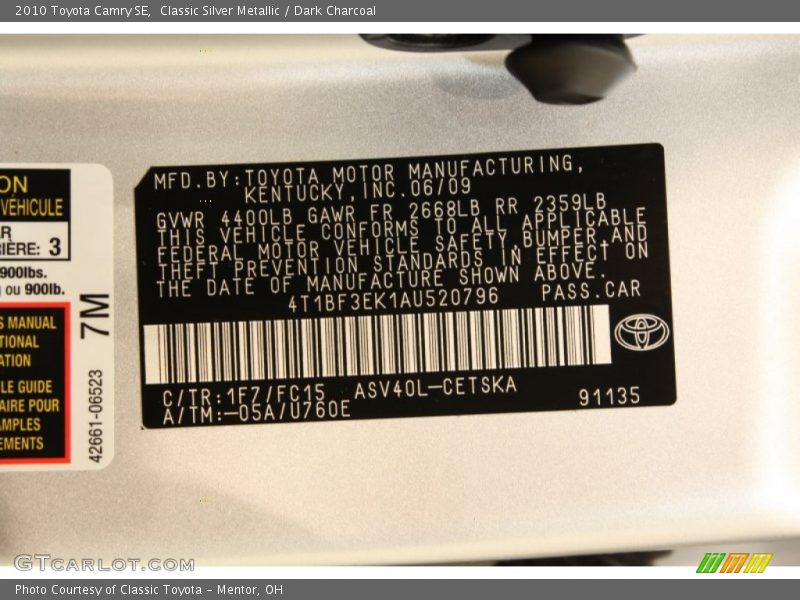 2010 Toyota Camry SE, Classic Silver Metallic / Dark Charcoal
MFD.BY:TOYOTA MOTOR MANUFACTURING,
KENTUCKY,INC.06/09
GVWR 4400LB GAWR FR 2668LB RR 2359LB
THIS VEHICLE CONFORMS TO ALL APPLICABLE
FEDERAL MOTOR VEHICLE SAFETY,BUMPER,AND
THEFT PREVENTION STANDARDS IN EFFECT ON
THE DATE OF MANUFACTURE SHOWN ABOVE.
4T1BF3EK1AU520796 PASS.CAR
C/TR:1F7/FC15 ASV40L-CETSKA
A/TM:-05A/U760E
91135
ON
VÉHICULE
AR
IÈRE: 3
900lbs.
ou 900lb.
S MANUAL
TIONAL
ATION
LE GUIDE
AIRE POUR
AMPLES
EMENTS
7M
42661-06523
GTCARLOT.COM
Photo Courtesy of Classic Toyota - Mentor, OH